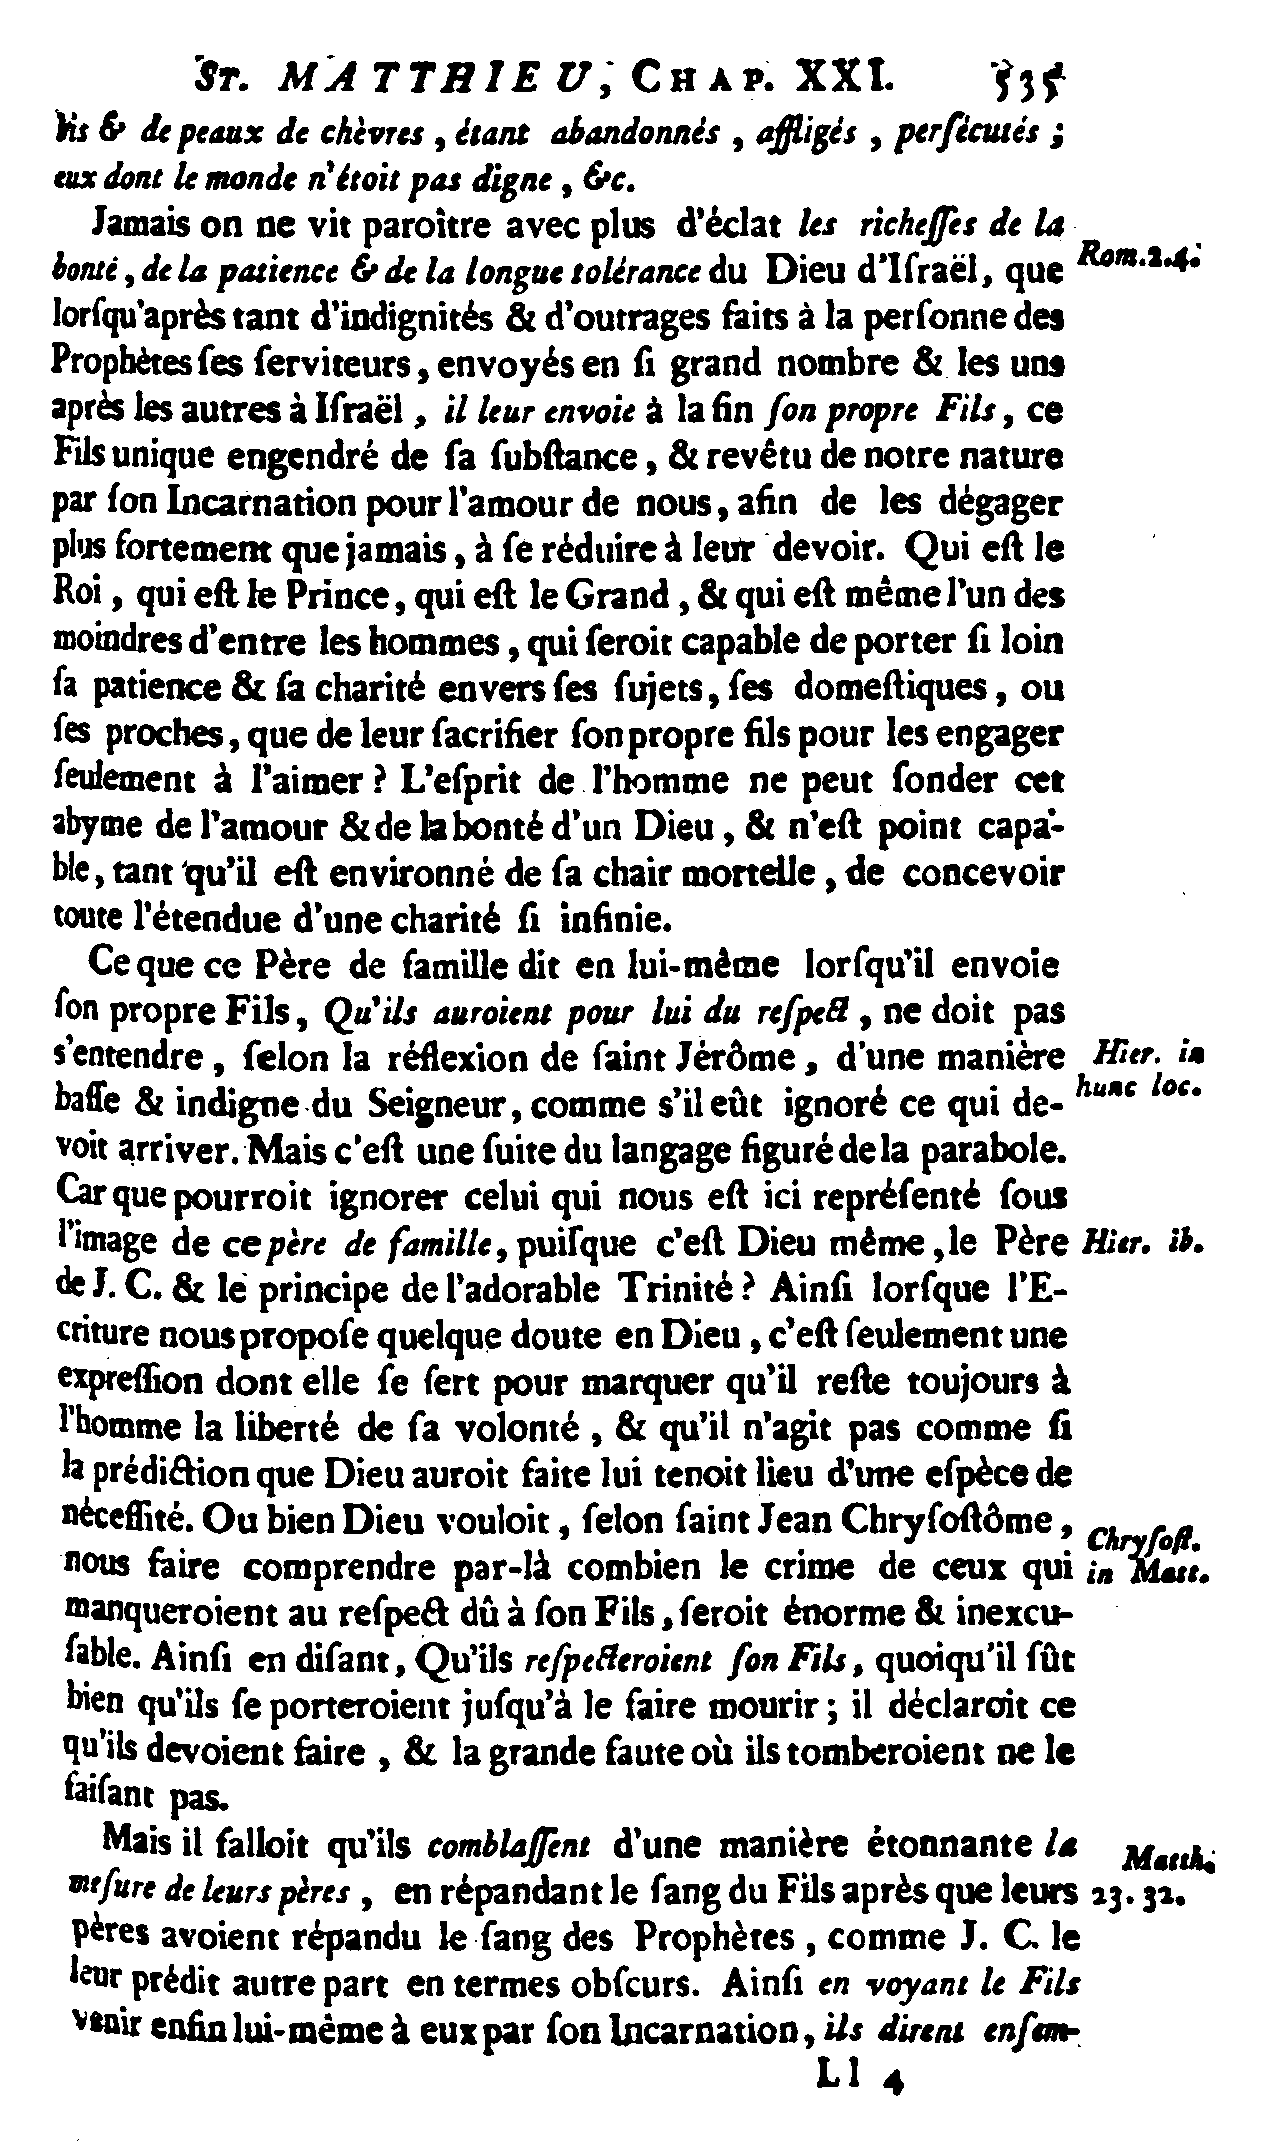 ST. MATTHIEU, CHAP. XXI. 535
lis & de peaux de chèvres, étant abandonnés, affligés, perſécutés ;
eux dont le monde n'étoit pas digne, &c.
Jamais on ne vit paroître avec plus d'éclat les richeſſes de la
bonté, de la patience & de la longue tolérance du Dieu d'Iſraël, que Rom. 2. 4.
lorſqu'après tant d'indignités & d'outrages faits à la perſonne des
Prophètes ſes ſerviteurs, envoyés en ſi grand nombre & les uns
après les autres à Iſraël, il leur envoie à la fin ſon propre Fils, ce
Fils unique engendré de ſa ſubſtance, & revêtu de notre nature
par ſon Incarnation pour l'amour de nous, afin de les dégager
plus fortement que jamais, à ſe réduire à leur devoir. Qui eſt le
Roi, qui eſt le Prince, qui eſt le Grand, & qui eſt même l'un des
moindres d'entre les hommes, qui ſeroit capable de porter ſi loin
ſa patience & ſa charité envers ſes ſujets, ſes domeſtiques, ou
ſes proches, que de leur ſacrifier ſon propre fils pour les engager
ſeulement à l'aimer ? L'eſprit de l'homme ne peut ſonder cet
abyme de l'amour & de la bonté d'un Dieu, & n'eſt point capa-
ble, tant qu'il eſt environné de ſa chair mortelle, de concevoir
toute l'étendue d'une charité ſi infinie.
Ce que ce Père de famille dit en lui-même lorſqu'il envoie
ſon propre Fils, Qu'ils auroient pour lui du reſpect, ne doit pas
s'entendre, ſelon la réflexion de ſaint Jérôme, d'une manière Hier. in
baſſe & indigne du Seigneur, comme s'il eût ignoré ce qui de- hunc loc.
voit arriver. Mais c'eſt une ſuite du langage figuré de la parabole.
Car que pourroit ignorer celui qui nous eſt ici repréſenté ſous
l'image de ce père de famille, puiſque c'eſt Dieu même, le Père Hier. ib.
de J. C. & le principe de l'adorable Trinité ? Ainſi lorſque l'E-
criture nous propoſe quelque doute en Dieu, c'eſt ſeulement une
expreſſion dont elle ſe ſert pour marquer qu'il reſte toujours à
l'homme la liberté de ſa volonté, & qu'il n'agit pas comme ſi
la prédiction que Dieu auroit faite lui tenoit lieu d'une eſpèce de
néceſſité. Ou bien Dieu vouloit, ſelon ſaint Jean Chryſoſtôme, Chryſoſt.
nous faire comprendre par-là combien le crime de ceux qui in Matt.
manqueroient au reſpect dû à ſon Fils, ſeroit énorme & inexcu-
ſable. Ainſi en diſant, Qu'ils reſpecteroient ſon Fils, quoiqu'il ſût
bien qu'ils ſe porteroient juſqu'à le faire mourir ; il déclaroit ce
qu'ils devoient faire, & la grande faute où ils tomberoient ne le
faiſant pas.
Mais il falloit qu'ils comblaſſent d'une manière étonnante la Matth.
meſure de leurs pères, en répandant le ſang du Fils après que leurs 23. 32.
pères avoient répandu le ſang des Prophètes, comme J. C. le
leur prédit autre part en termes obſcurs. Ainſi en voyant le Fils
venir enfin lui-même à eux par ſon Incarnation, ils dirent enſem-
Ll 4